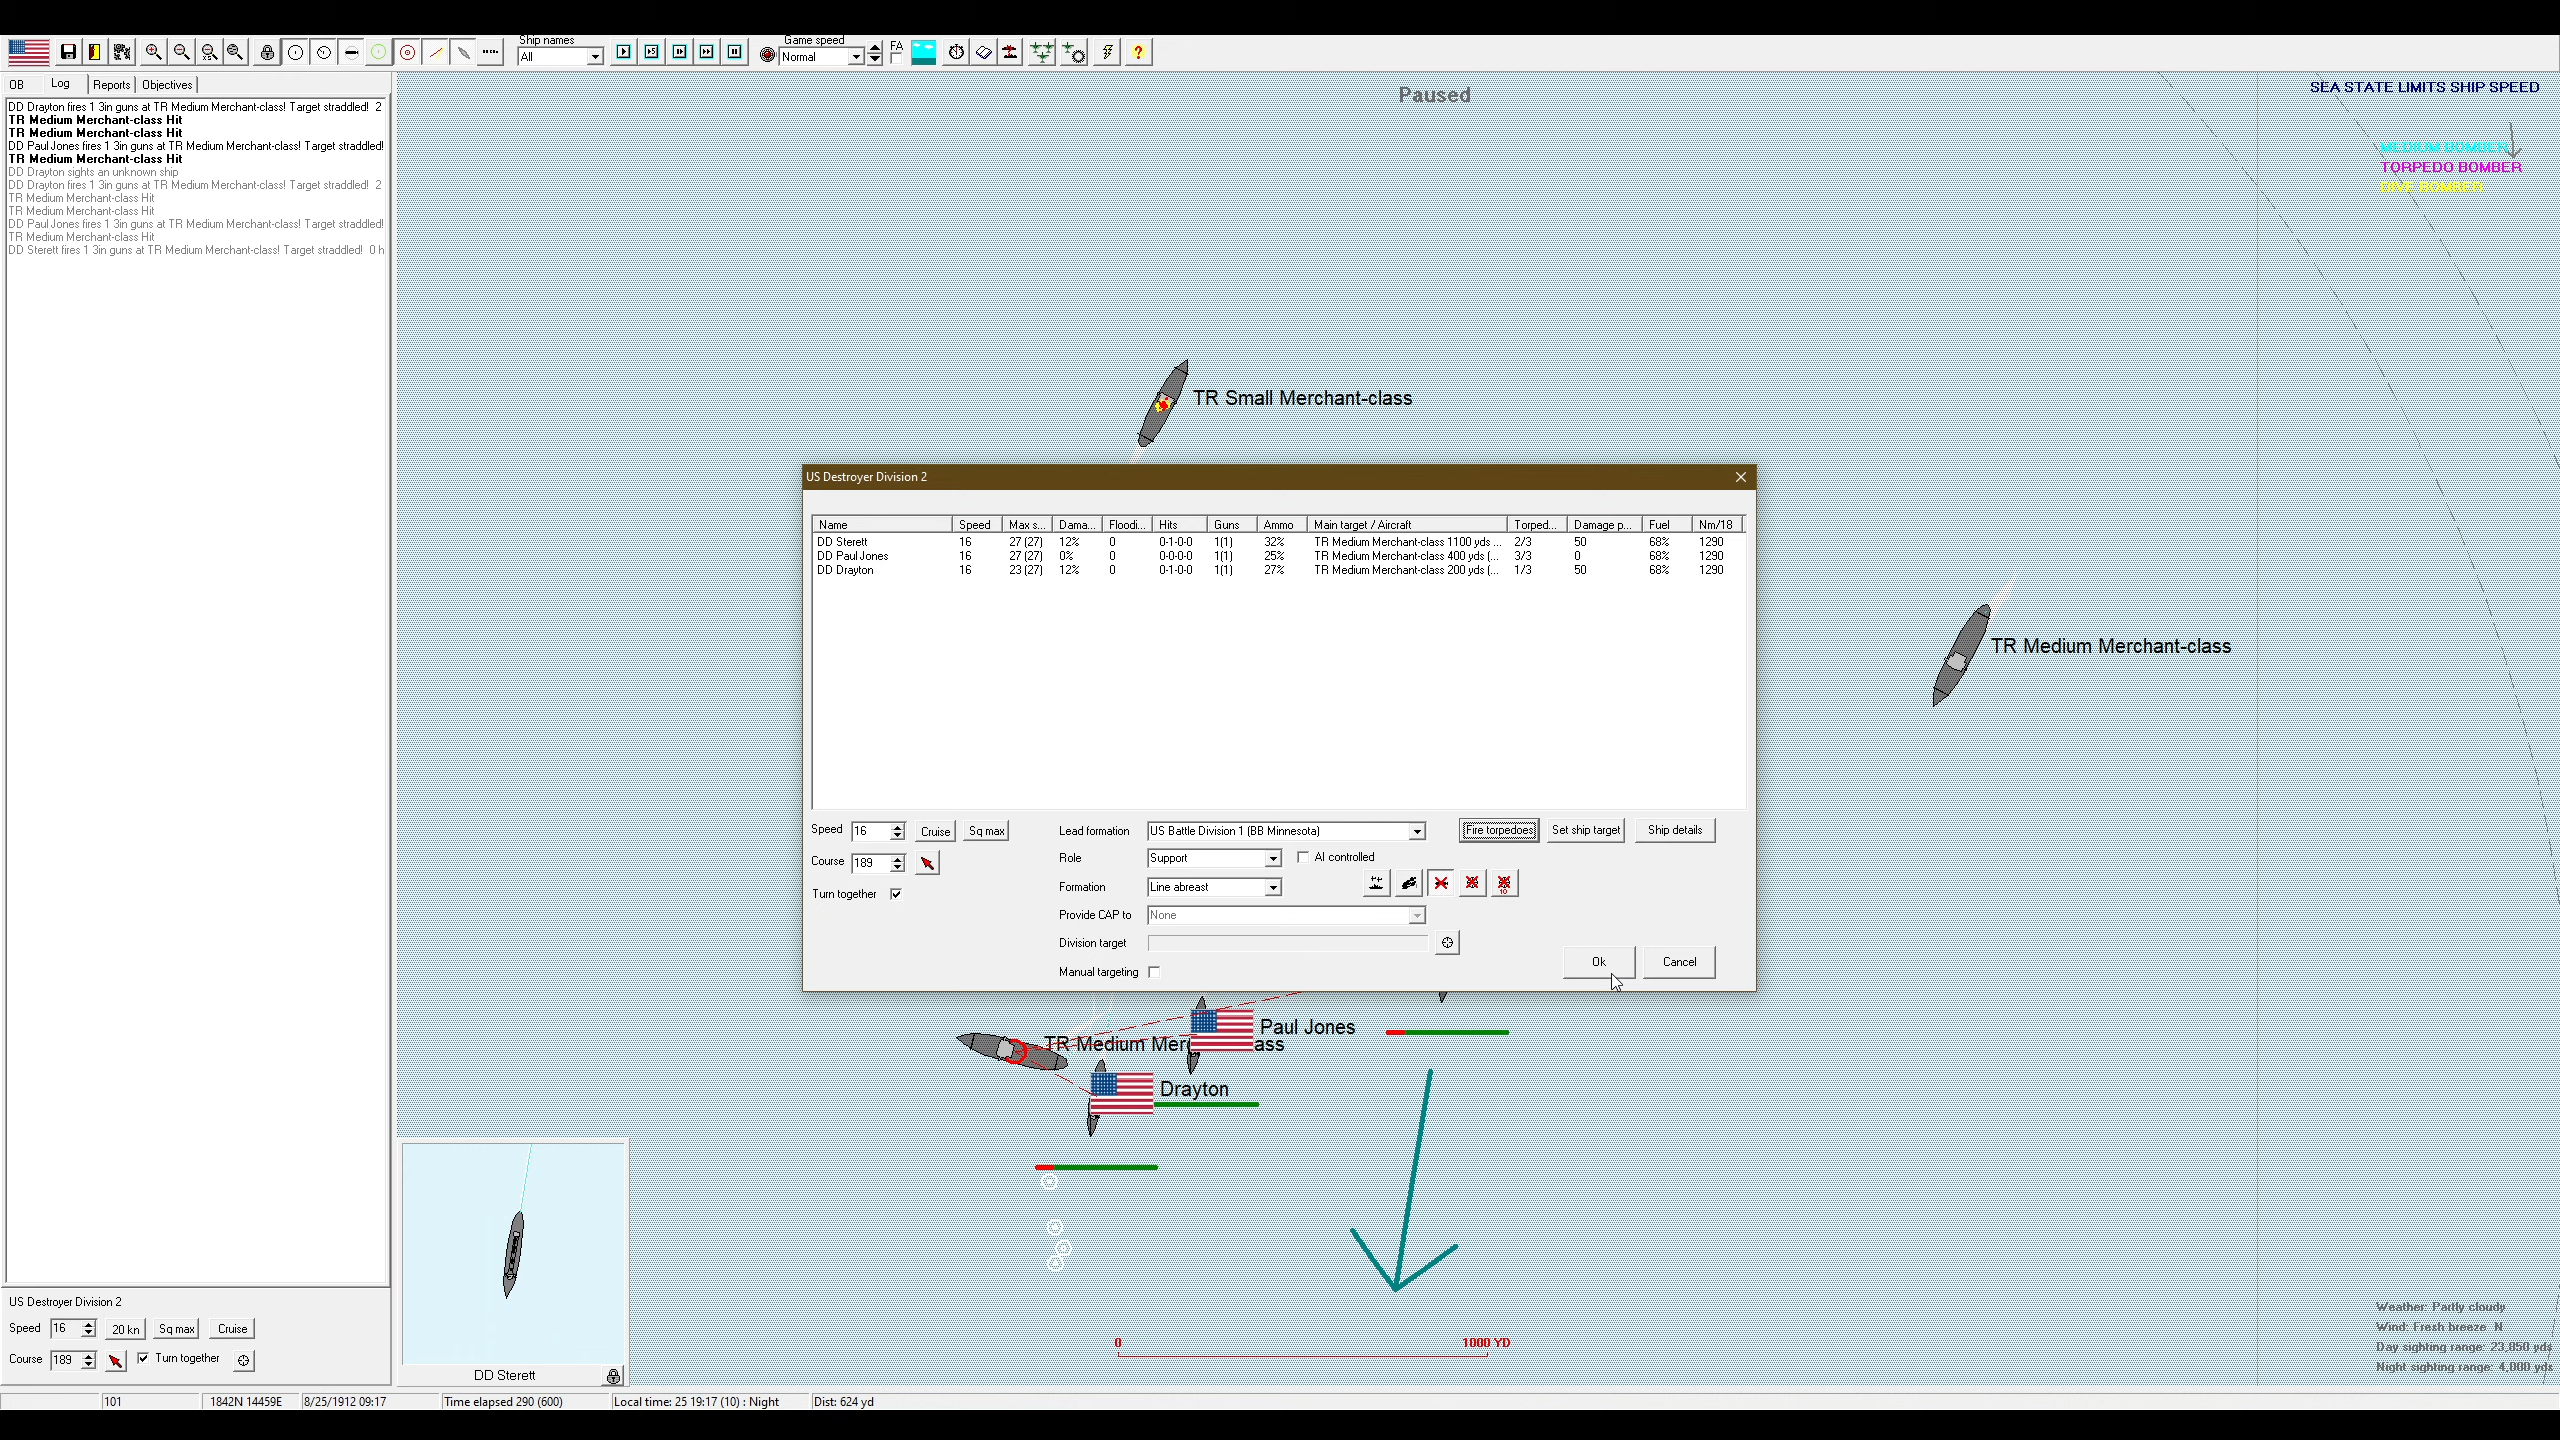 Ship names
All
Game speed
Normal
FA
OB Log Reports Objectives
DD Drayton fires 1 3in guns at TR Medium Merchant-class! Target straddled! 2
TR Medium Merchant-class Hit
TR Medium Merchant-class Hit
DD Paul Jones fires 1 3in guns at TR Medium Merchant-class! Target straddled!
TR Medium Merchant-class Hit
DD Drayton sights an unknown ship
DD Drayton fires 1 3in guns at TR Medium Merchant-class! Target straddled! 2
TR Medium Merchant-class Hit
TR Medium Merchant-class Hit
DD Paul Jones fires 1 3in guns at TR Medium Merchant-class! Target straddled!
TR Medium Merchant-class Hit
DD Sterett fires 1 3in guns at TR Medium Merchant-class! Target straddled! 0 h
Paused
SEA STATE LIMITS SHIP SPEED
MEDIUM BOMBER
TORPEDO BOMBER
DIVE BOMBER
TR Small Merchant-class
TR Medium Merchant-class
US Destroyer Division 2
Name Speed Max s... Dama... Floodi... Hits Guns Ammo Main target / Aircraft Torped... Damage p... Fuel Nm/18
DD Sterett 16 27 (27) 12% 0 0-1-0-0 1(1) 32% TR Medium Merchant-class 1100 yds ... 2/3 50 68% 1290
DD Paul Jones 16 27 (27) 0% 0 0-0-0-0 1(1) 25% TR Medium Merchant-class 400 yds (... 3/3 0 68% 1290
DD Drayton 16 23 (27) 12% 0 0-1-0-0 1(1) 27% TR Medium Merchant-class 200 yds (... 1/3 50 68% 1290
Speed 16 Cruise Sq max
Course 189
Turn together
Lead formation US Battle Division 1 (BB Minnesota)
Role Support AI controlled
Formation Line abreast
Provide CAP to None
Division target
Manual targeting
Fire torpedoes Set ship target Ship details
10
Ok Cancel
Paul Jones
TR Medium Mer
ass
Drayton
0 1000 YD
Weather: Partly cloudy
Wind: Fresh breeze N
Day sighting range: 23,850 yds
Night sighting range: 4,000 yds
US Destroyer Division 2
Speed 16 20 kn Sq max Cruise
Course 189 Turn together
DD Sterett
101 1842N 14459E 8/25/1912 09:17 Time elapsed 290 (600) Local time: 25 19:17 (10) : Night Dist: 624 yd